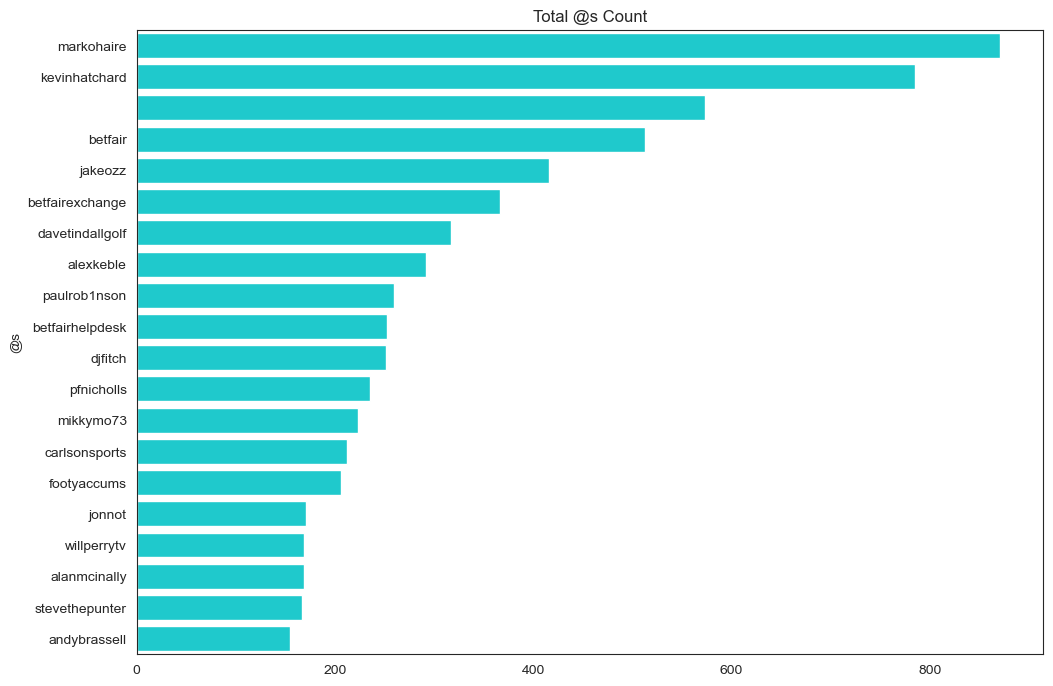 Total @s Count
markohaire
kevinhatchard
betfair
jakeozz
betfairexchange
davetindallgolf
alexkeble
paulrob1nson
betfairhelpdesk
djfitch
pfnicholls
mikkymo73
carlsonsports
footyaccums
jonnot
willperrytv
alanmcinally
stevethepunter
andybrassell
@s
0 200 400 600 800